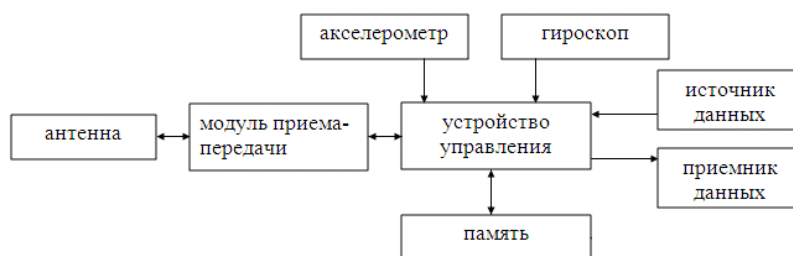 акселерометр
гироскоп
источник
данных
антенна
модуль приема-
передачи
устройство
управления
приемник
данных
память